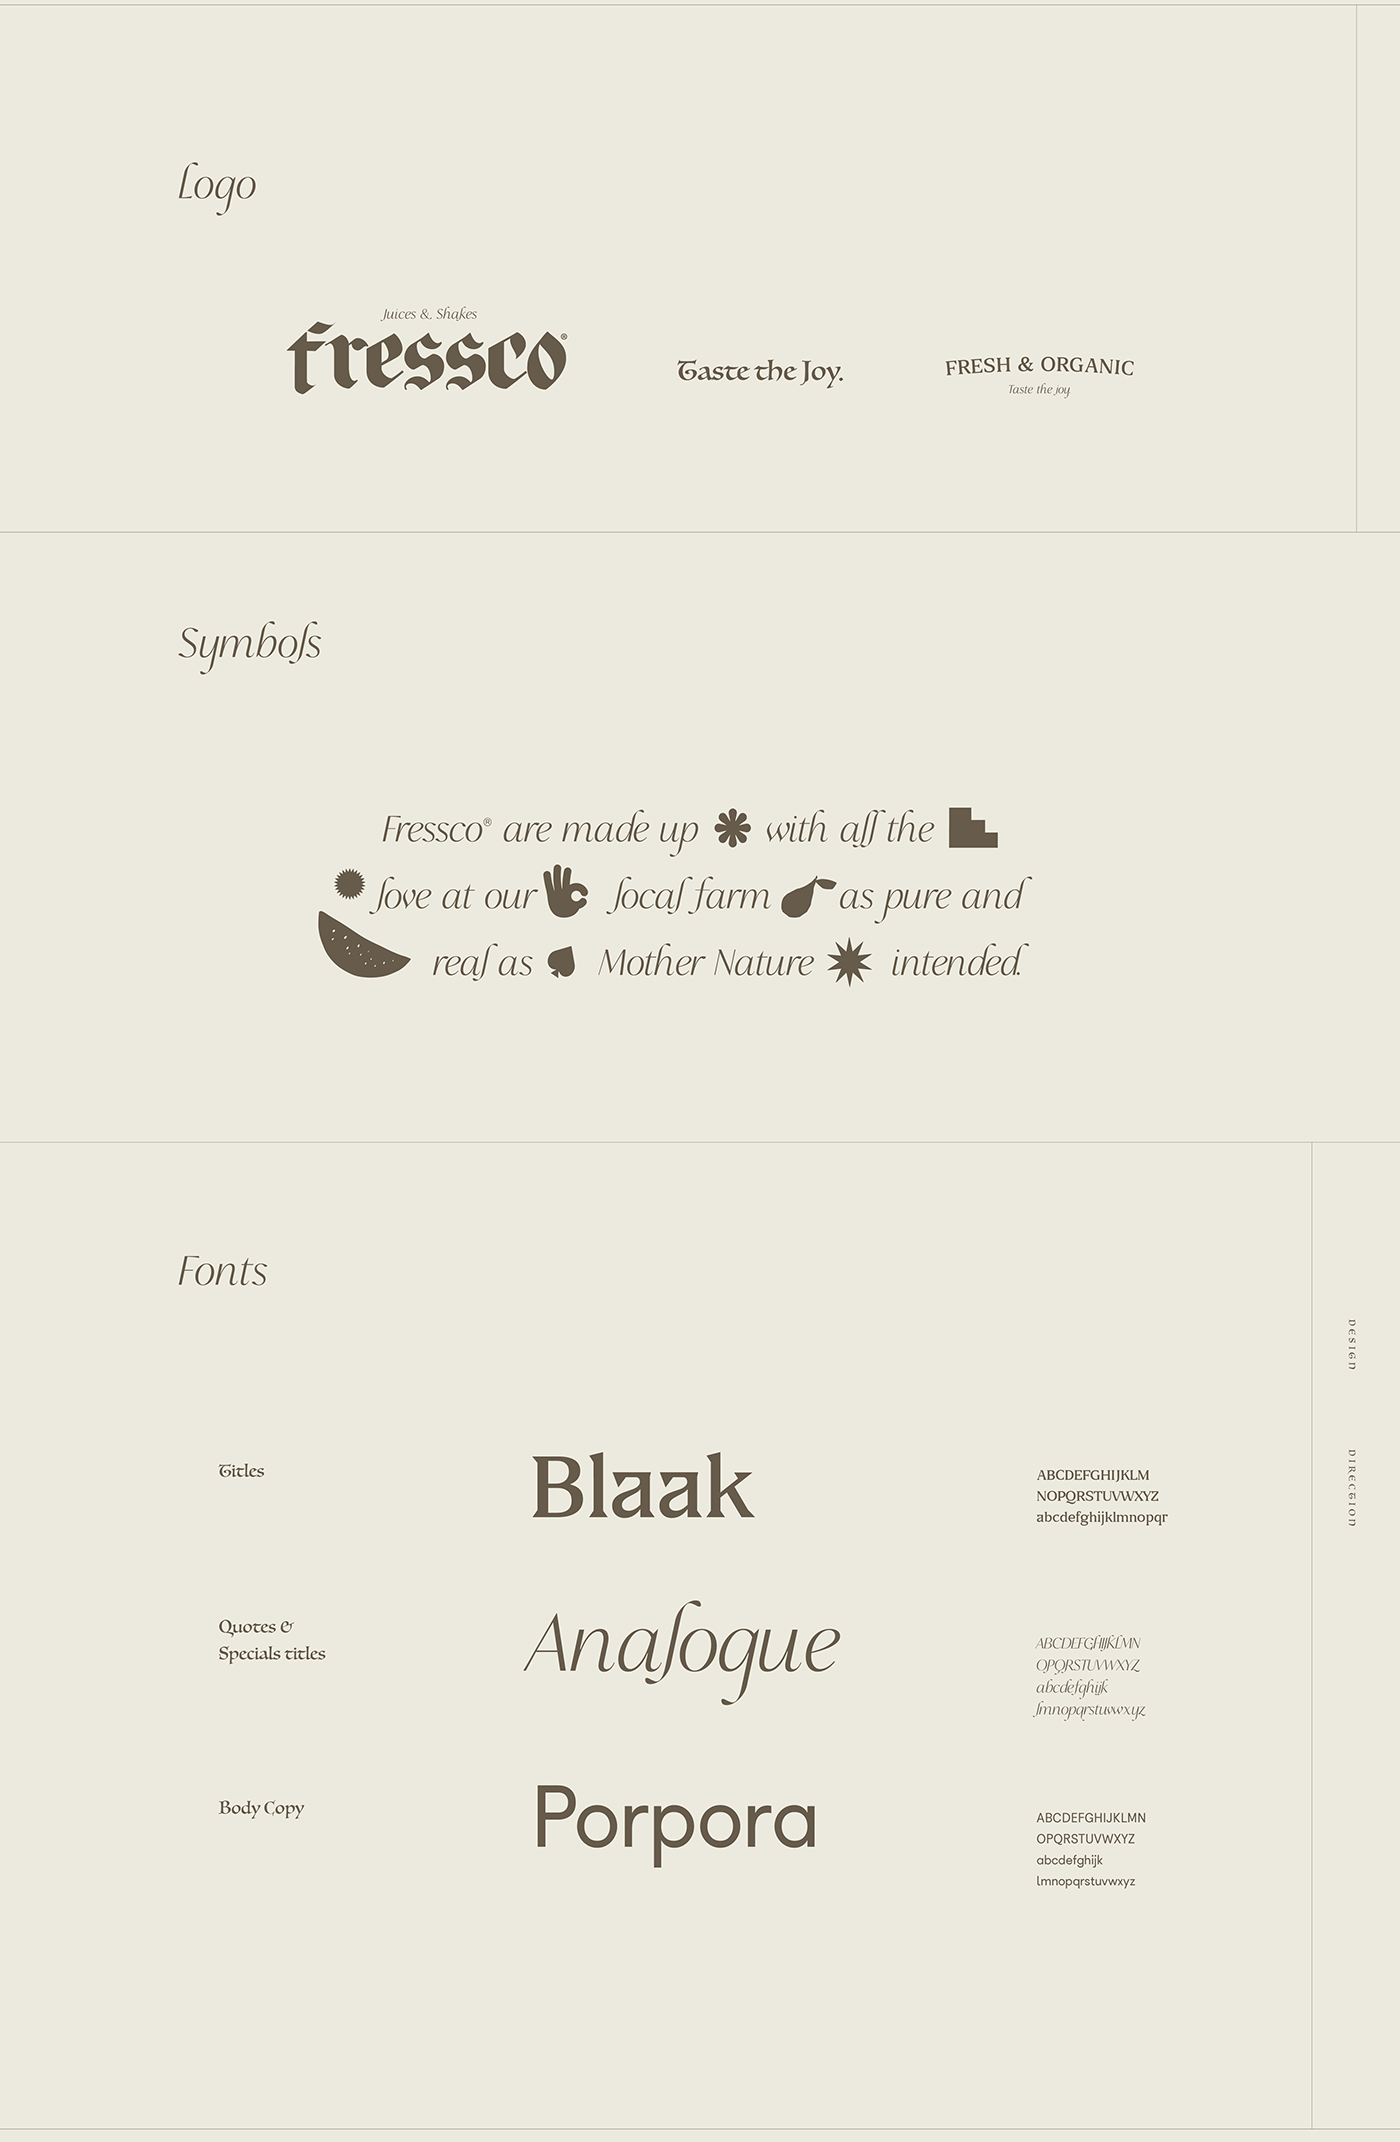 Logo
Juices & Shakes
fressco®
Taste the Joy.
FRESH & ORGANIC
Taste the joy
Symbols
Fressco® are made up with all the
love at our local farm as pure and
real as Mother Nature intended.
Fonts
DESIGN
DIRECTION
Titles
Blaak
ABCDEFGHIJKLM
NOPQRSTUVWXYZ
abcdefghijklmnopqr
Quotes &
Specials titles
Analogue
ABCDEFGHIJKLMN
OPQRSTUVWXYZ
abcdefghijk
lmnopqrstuvwxyz
Body Copy
Porpora
ABCDEFGHIJKLMN
OPQRSTUVWXYZ
abcdefghijk
lmnopqrstuvwxyz